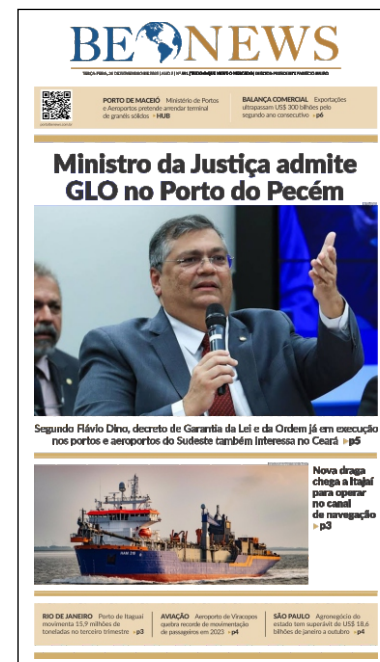 BE NEWS
PORTO DE MACEIÓ Ministério de Portos
e Aeroportos pretende arrendar terminal
de granéis sólidos ▸HUB
BALANÇA COMERCIAL Exportações
ultrapassam US$ 300 bilhões pelo
segundo ano consecutivo ▸p6
Ministro da Justiça admite
GLO no Porto do Pecém
Segundo Flávio Dino, decreto de Garantia da Lei e da Ordem já em execução
nos portos e aeroportos do Sudeste também interessa no Ceará ▸p5
Nova draga
chega a Itajaí
para operar
no canal
de navegação
▸p3
RIO DE JANEIRO Porto de Itaguaí
movimenta 15,9 milhões de
toneladas no terceiro trimestre ▸p3
AVIAÇÃO Aeroporto de Viracopos
quebra recorde de movimentação
de passageiros em 2023 ▸p4
SÃO PAULO Agronegócio do
estado tem superávit de US$ 18,6
bilhões de janeiro a outubro ▸p4